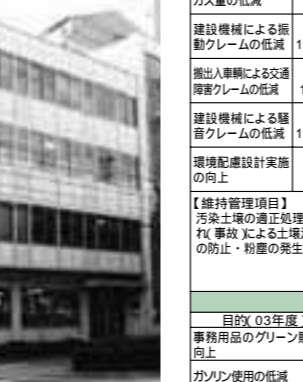 ガス量の低減
建設機械による振
動クレームの低減
搬出入車輌による交通
障害クレームの低減
建設機械による騒
音クレームの低減
環境配慮設計実施
の向上
【維持管理項目】
汚染土壌の適正処理
れ(事故)による土壌
の防止・粉塵の発生
目的(03年度)
事務用品のグリーン
向上
ガソリン使用の低減